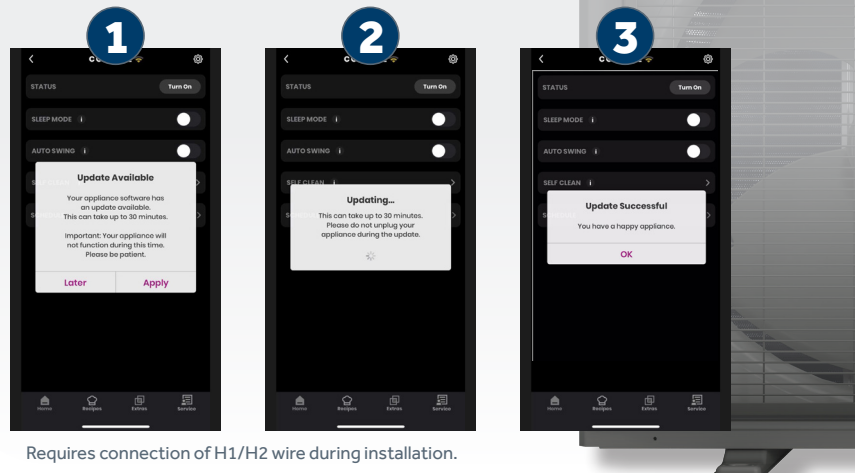 1
STATUS
Turn On
SLEEP MODE i
AUTO SWING i
Update Available
Your appliance software has
an update available.
This can take up to 30 minutes.
Important: Your appliance will
not function during this time.
Please be patient.
Later Apply
Home Recipes Extras Service
2
STATUS
Turn On
SLEEP MODE i
AUTO SWING i
SELF CLEAN i
Updating...
This can take up to 30 minutes.
Please do not unplug your
appliance during the update.
Home Recipes Extras Service
3
STATUS
Turn On
SLEEP MODE i
AUTO SWING i
SELF CLEAN i
Update Successful
You have a happy appliance.
OK
Home Recipes Extras Service
Requires connection of H1/H2 wire during installation.